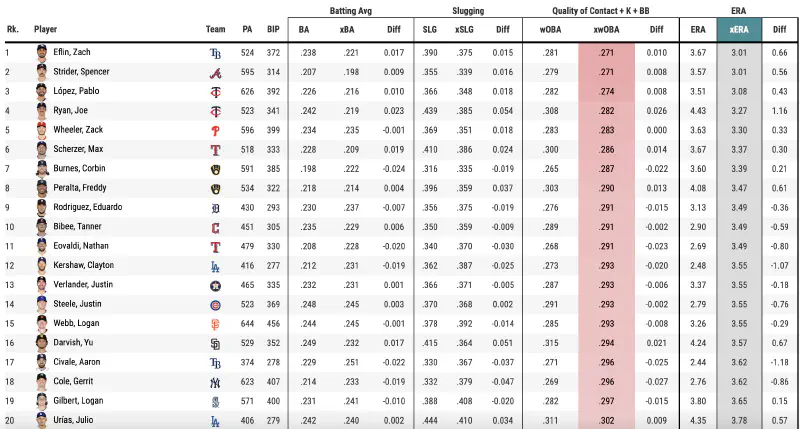 Batting Avg Slugging Quality of Contact + K + BB ERA
Rk. Player Team PA BIP BA xBA Diff SLG xSLG Diff wOBA xwOBA Diff ERA xERA Diff
1 Eflin, Zach TB 524 372 .238 .221 0.017 .390 .375 0.015 .281 .271 0.010 3.67 3.01 0.66
2 Strider, Spencer 595 314 .207 .198 0.009 .355 .339 0.016 .279 .271 0.008 3.57 3.01 0.56
3 López, Pablo 626 392 .226 .216 0.010 .366 .348 0.018 .282 .274 0.008 3.51 3.08 0.43
4 Ryan, Joe 523 341 .242 .219 0.023 .439 .385 0.054 .308 .282 0.026 4.43 3.27 1.16
5 Wheeler, Zack 596 399 .234 .235 -0.001 .369 .351 0.018 .283 .283 0.000 3.63 3.30 0.33
6 Scherzer, Max 518 333 .228 .209 0.019 .410 .386 0.024 .300 .286 0.014 3.67 3.37 0.30
7 Burnes, Corbin 591 385 .198 .222 -0.024 .316 .335 -0.019 .265 .287 -0.022 3.60 3.39 0.21
8 Peralta, Freddy 534 322 .218 .214 0.004 .396 .359 0.037 .303 .290 0.013 4.08 3.47 0.61
9 Rodriguez, Eduardo 430 293 .230 .237 -0.007 .356 .375 -0.019 .276 .291 -0.015 3.13 3.49 -0.36
10 Bibee, Tanner 451 305 .235 .229 0.006 .350 .359 -0.009 .289 .291 -0.002 2.90 3.49 -0.59
11 Eovaldi, Nathan 479 330 .208 .228 -0.020 .340 .370 -0.030 .268 .291 -0.023 2.69 3.49 -0.80
12 Kershaw, Clayton LA 416 277 .212 .231 -0.019 .362 .387 -0.025 .273 .293 -0.020 2.48 3.55 -1.07
13 Verlander, Justin 465 335 .232 .231 0.001 .366 .371 -0.005 .287 .293 -0.006 3.37 3.55 -0.18
14 Steele, Justin 523 369 .248 .245 0.003 .370 .368 0.002 .291 .293 -0.002 2.79 3.55 -0.76
15 Webb, Logan SF 644 456 .244 .245 -0.001 .378 .392 -0.014 .285 .293 -0.008 3.26 3.55 -0.29
16 Darvish, Yu SD 529 352 .249 .232 0.017 .415 .364 0.051 .315 .294 0.021 4.24 3.57 0.67
17 Civale, Aaron TB 374 278 .229 .251 -0.022 .330 .367 -0.037 .271 .296 -0.025 2.44 3.62 -1.18
18 Cole, Gerrit NY 623 407 .214 .233 -0.019 .332 .379 -0.047 .269 .296 -0.027 2.76 3.62 -0.86
19 Gilbert, Logan 571 400 .231 .241 -0.010 .388 .408 -0.020 .282 .297 -0.015 3.80 3.65 0.15
20 Urías, Julio LA 406 279 .242 .240 0.002 .444 .410 0.034 .311 .302 0.009 4.35 3.78 0.57